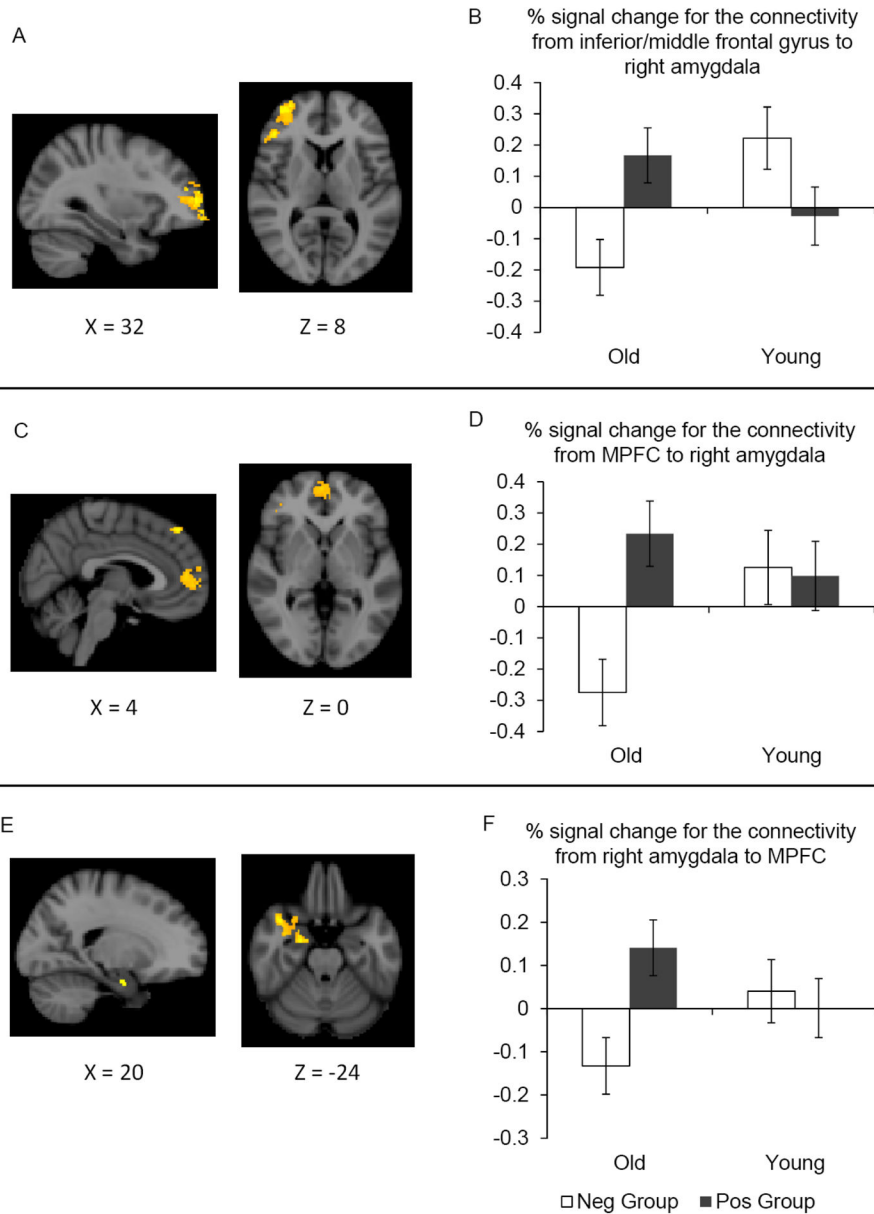 A
B
% signal change for the connectivity
from inferior/middle frontal gyrus to
right amygdala
0.4
0.3
0.2
0.1
0
-0.1
-0.2
-0.3
-0.4
Old Young
X = 32 Z = 8
C
D
% signal change for the connectivity
from MPFC to right amygdala
0.4
0.3
0.2
0.1
0
-0.1
-0.2
-0.3
-0.4
Old Young
X = 4 Z = 0
E
F
% signal change for the connectivity
from right amygdala to MPFC
0.3
0.2
0.1
0
-0.1
-0.2
-0.3
Old Young
X = 20 Z = -24
Neg Group Pos Group